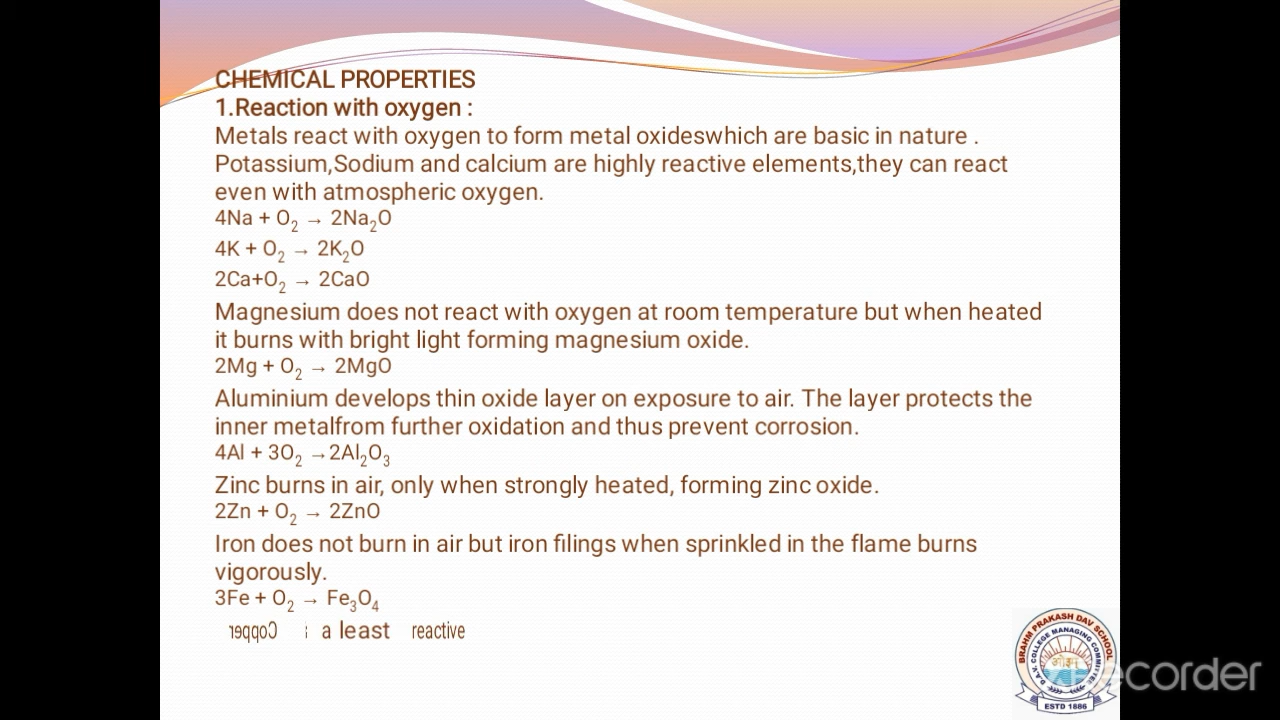 CHEMICAL PROPERTIES
1.Reaction with oxygen :
Metals react with oxygen to form metal oxideswhich are basic in nature .
Potassium,Sodium and calcium are highly reactive elements,they can react
even with atmospheric oxygen.
4Na + O₂ → 2Na₂O
4K + O₂ → 2K₂O
2Ca+O₂ → 2CaO
Magnesium does not react with oxygen at room temperature but when heated
it burns with bright light forming magnesium oxide.
2Mg + O₂ → 2MgO
Aluminium develops thin oxide layer on exposure to air. The layer protects the
inner metalfrom further oxidation and thus prevent corrosion.
4Al + 3O₂ →2Al₂O₃
Zinc burns in air, only when strongly heated, forming zinc oxide.
2Zn + O₂ → 2ZnO
Iron does not burn in air but iron filings when sprinkled in the flame burns
vigorously.
3Fe + O₂ → Fe₃O₄
Copper a least reactive
BRAHM PRAKASH DAV SCHOOL
D.A.V. COLLEGE MANAGING COMMITTEE
ओ३म्
ESTD 1886
ecorder